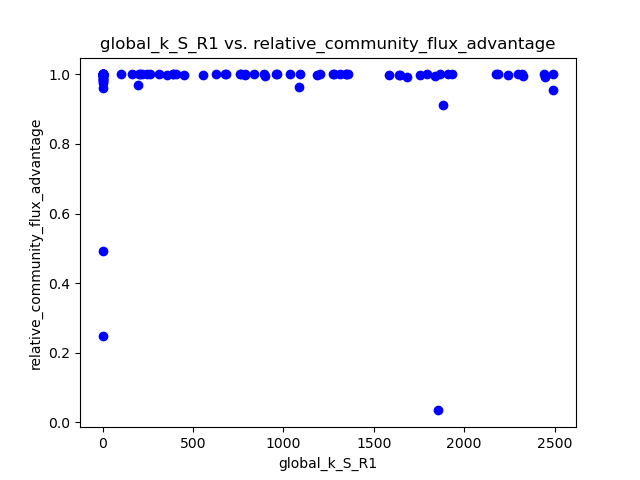 global_k_S_R1 vs. relative_community_flux_advantage
1.0
0.8
0.6
0.4
0.2
0.0
relative_community_flux_advantage
0 500 1000 1500 2000 2500
global_k_S_R1